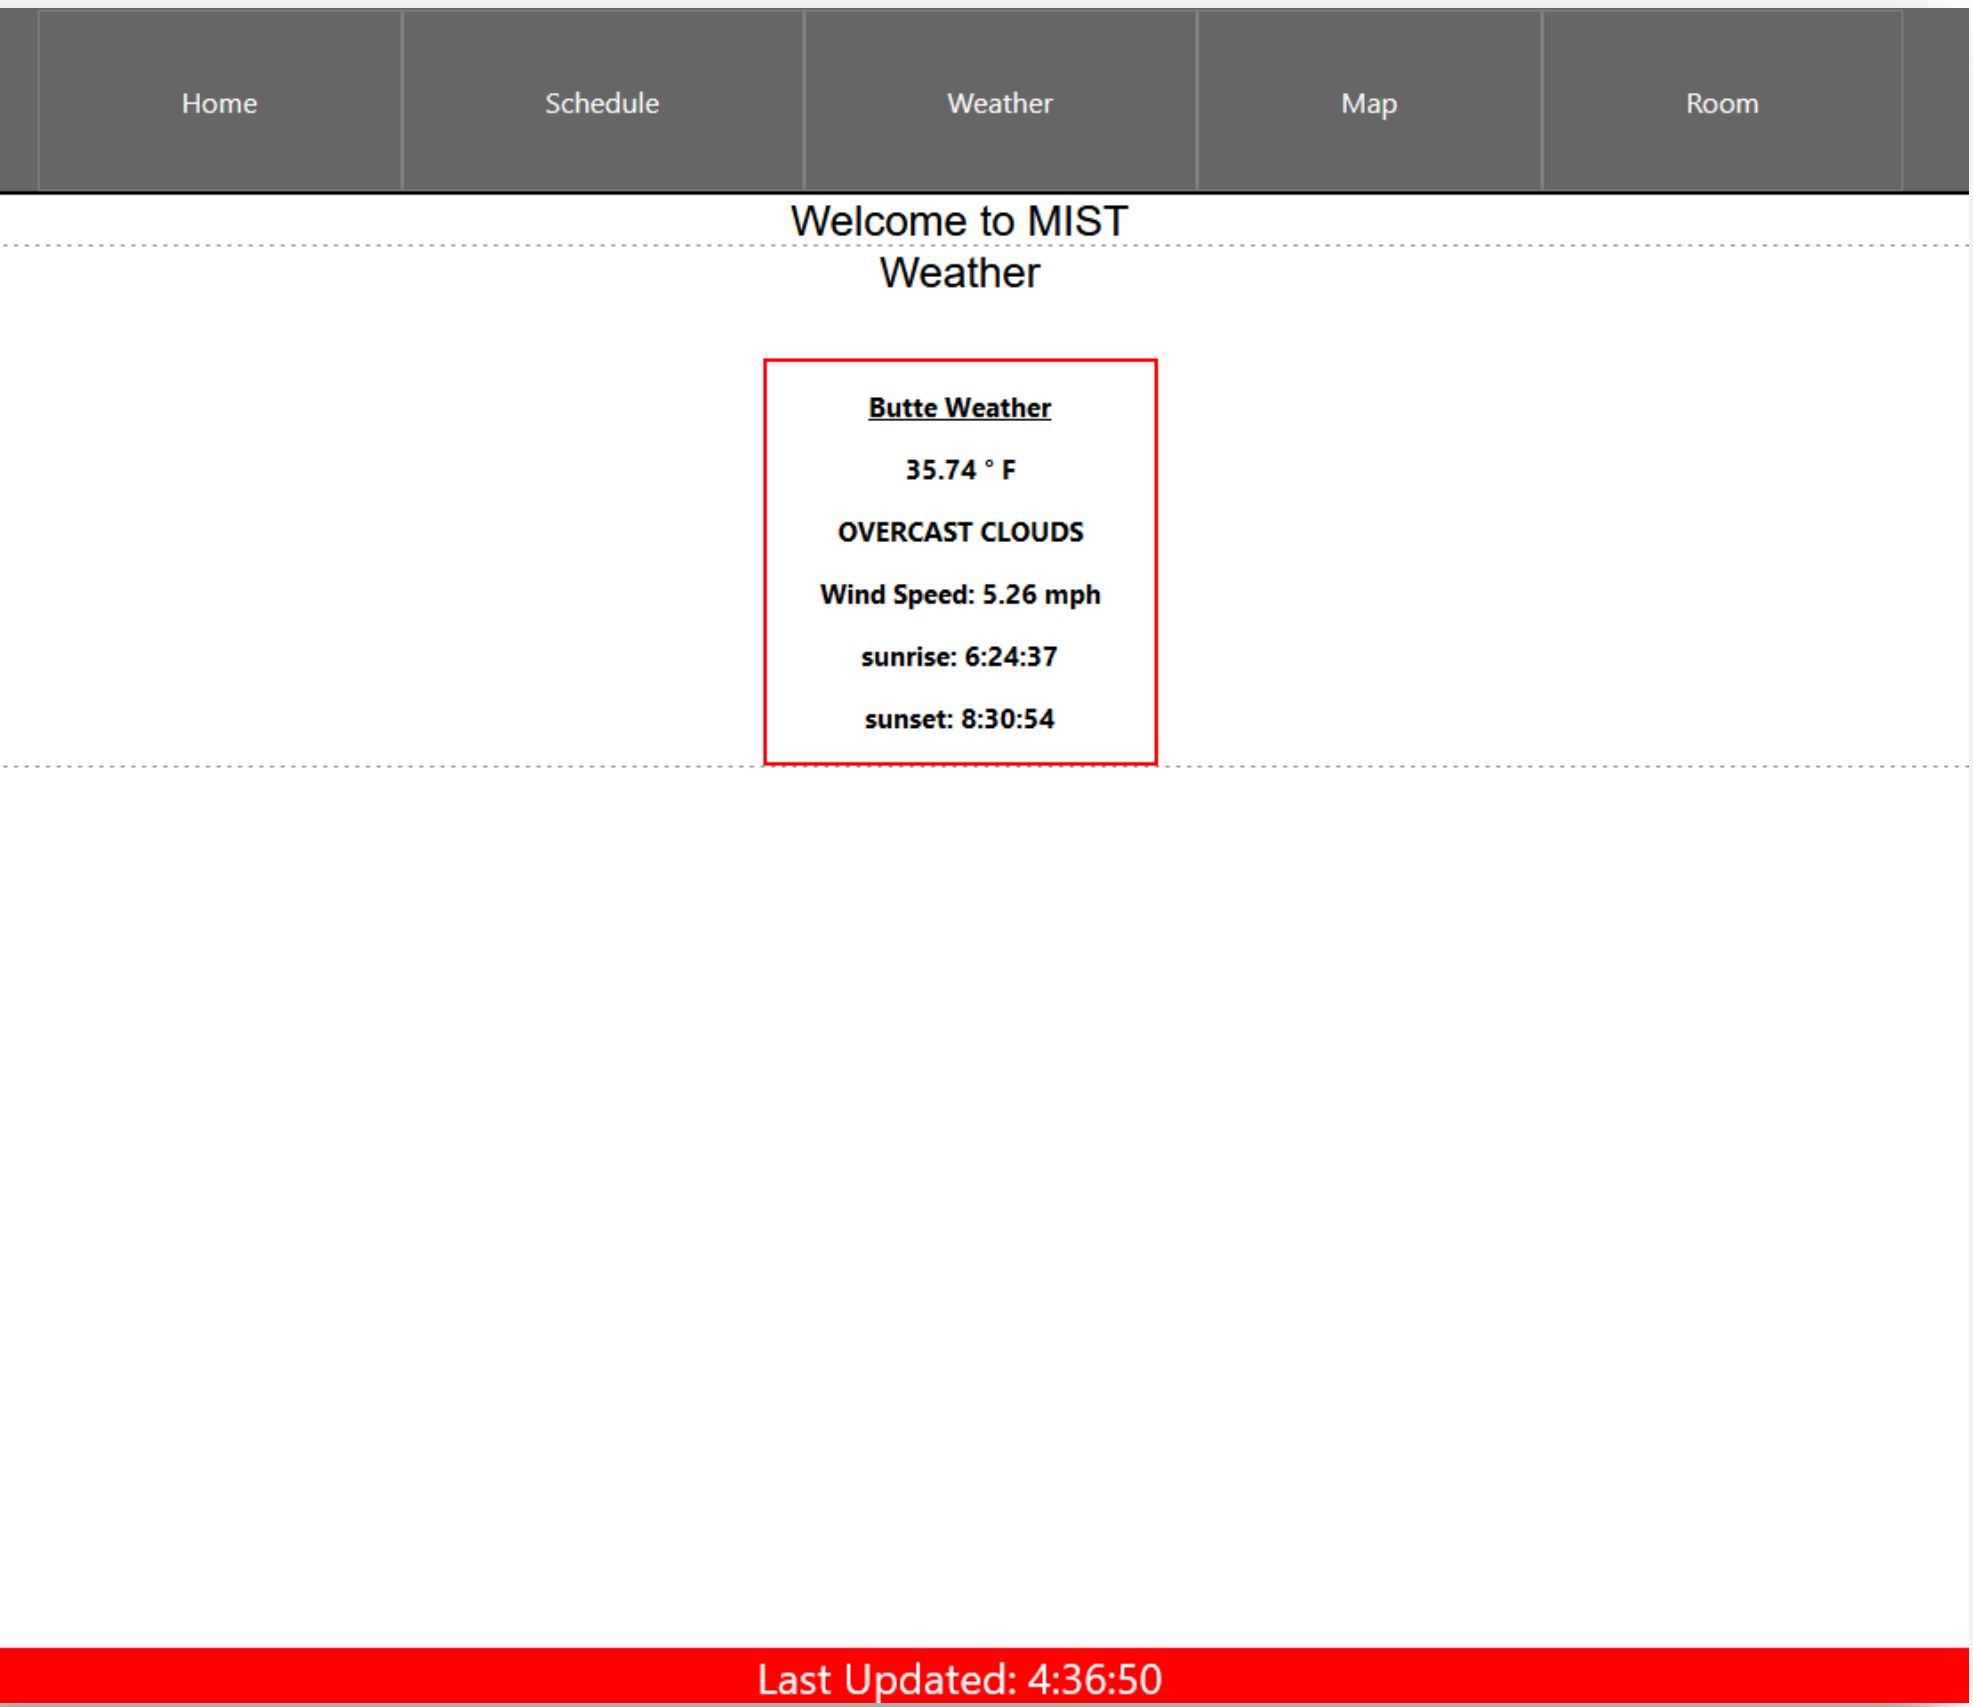 Home Schedule Weather Map Room
Welcome to MIST
Weather
Butte Weather
35.74 ° F
OVERCAST CLOUDS
Wind Speed: 5.26 mph
sunrise: 6:24:37
sunset: 8:30:54
Last Updated: 4:36:50